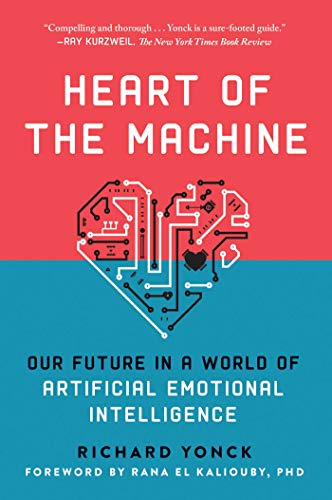 “Compelling and thorough . . . Yonck is a sure-footed guide.”
—RAY KURZWEIL, The New York Times Book Review
HEART OF
THE MACHINE
OUR FUTURE IN A WORLD OF
ARTIFICIAL EMOTIONAL
INTELLIGENCE
RICHARD YONCK
FOREWORD BY RANA EL KALIOUBY, PHD